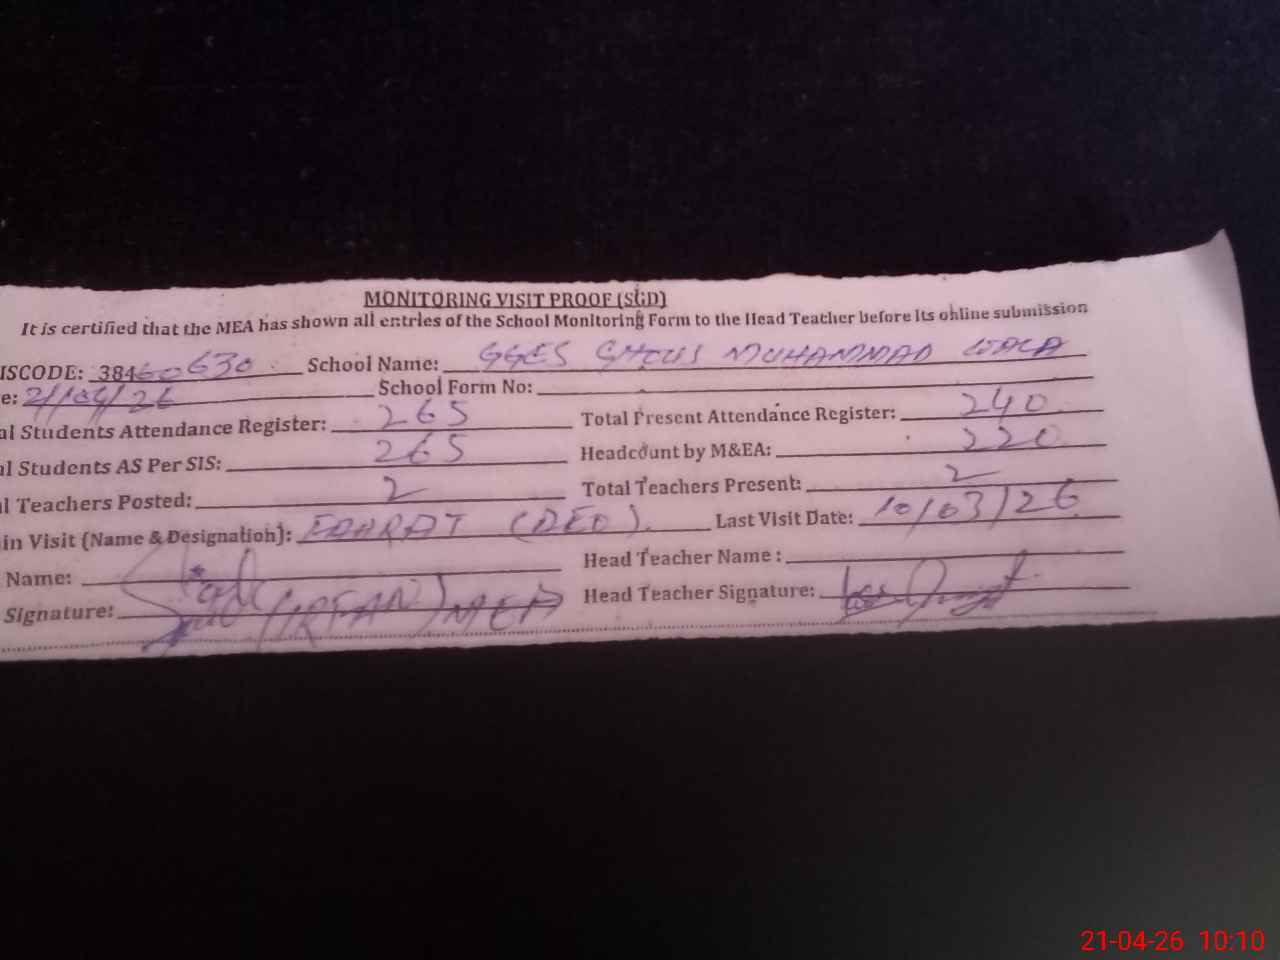 MONITORING VISIT PROOF (SGD)
It is certified that the MEA has shown all entries of the School Monitoring Form to the Head Teacher before its online submission
ISCODE: 38460630 School Name: GGES GHOUS MUHAMMAD WALA
e: 21/04/26 School Form No:
al Students Attendance Register: 265 Total Present Attendance Register: 240
al Students AS Per SIS: 265 Headcount by M&EA: 220
al Teachers Posted: 2 Total Teachers Present: 2
in Visit (Name & Designation): (AEO) Last Visit Date: 10/03/26
Name: Head Teacher Name :
Signature: (IRFAN) MEA Head Teacher Signature:
21-04-26 10:10